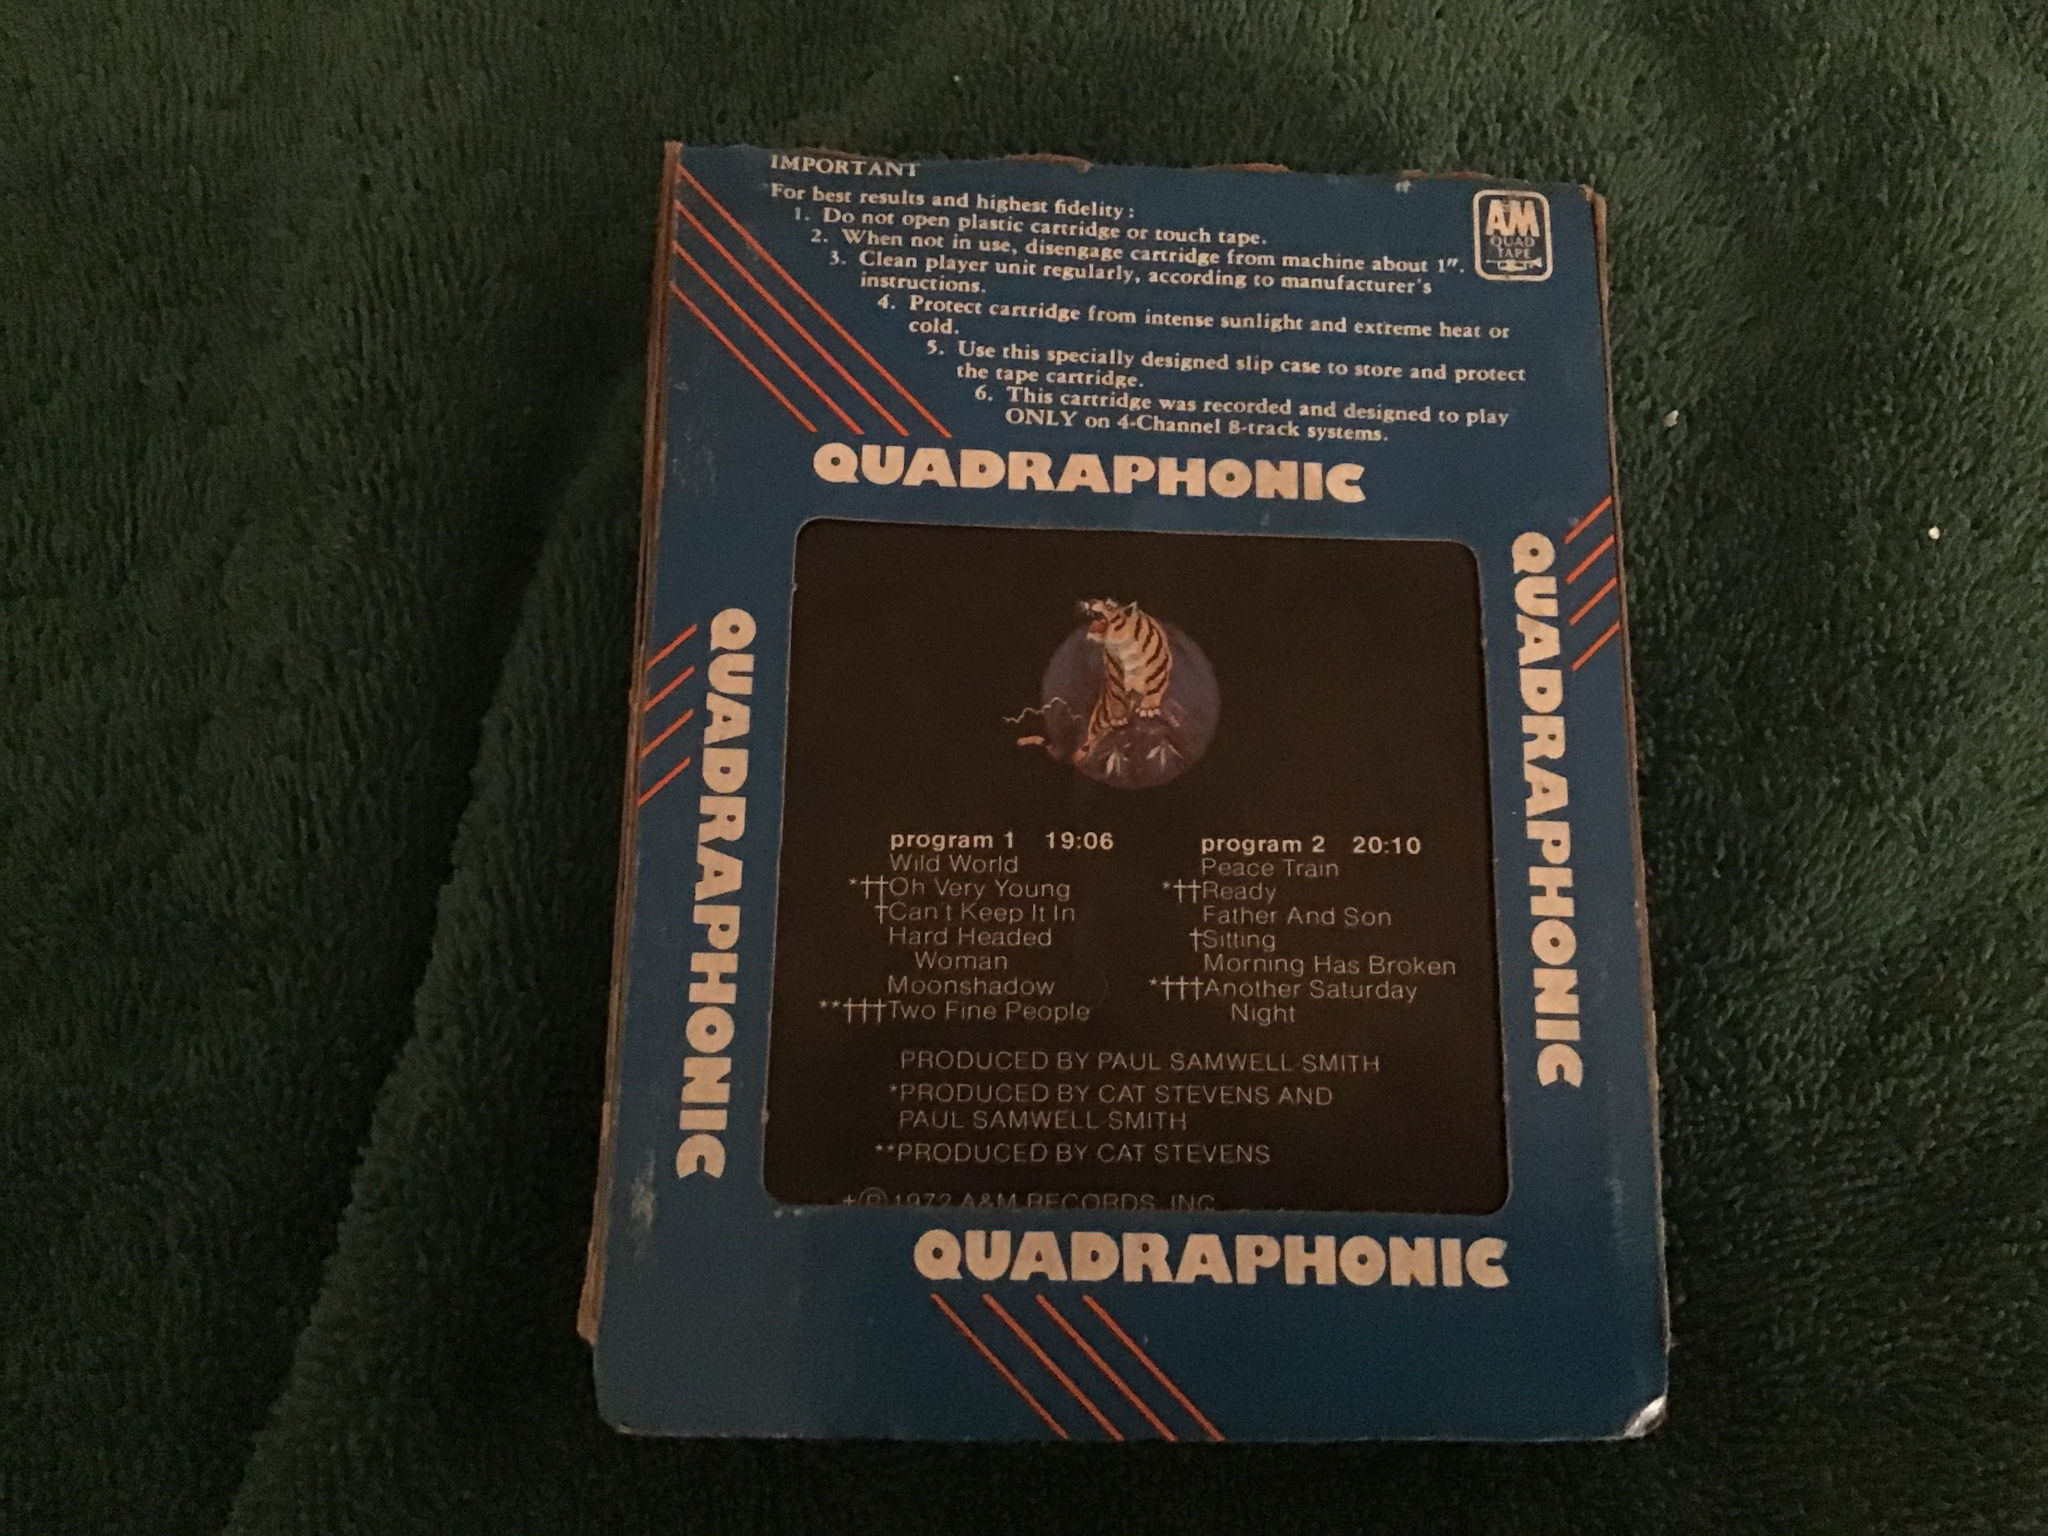 IMPORTANT
For best results and highest fidelity:
1. Do not open plastic cartridge or touch tape.
2. When not in use, disengage cartridge from machine about 1".
3. Clean player unit regularly, according to manufacturer's
instructions.
4. Protect cartridge from intense sunlight and extreme heat or
cold.
5. Use this specially designed slip case to store and protect
the tape cartridge.
6. This cartridge was recorded and designed to play
ONLY on 4-Channel 8-track systems.
AM
QUAD
TAPE
QUADRAPHONIC
QUADRAPHONIC
QUADRAPHONIC
program 1 19:06
Wild World
*††Oh Very Young
†Can't Keep It In
Hard Headed
Woman
Moonshadow
**†††Two Fine People
program 2 20:10
Peace Train
*††Ready
Father And Son
†Sitting
Morning Has Broken
*†††Another Saturday
Night
PRODUCED BY PAUL SAMWELL-SMITH
*PRODUCED BY CAT STEVENS AND
PAUL SAMWELL-SMITH
**PRODUCED BY CAT STEVENS
†℗ 1972 A&M RECORDS, INC.
QUADRAPHONIC